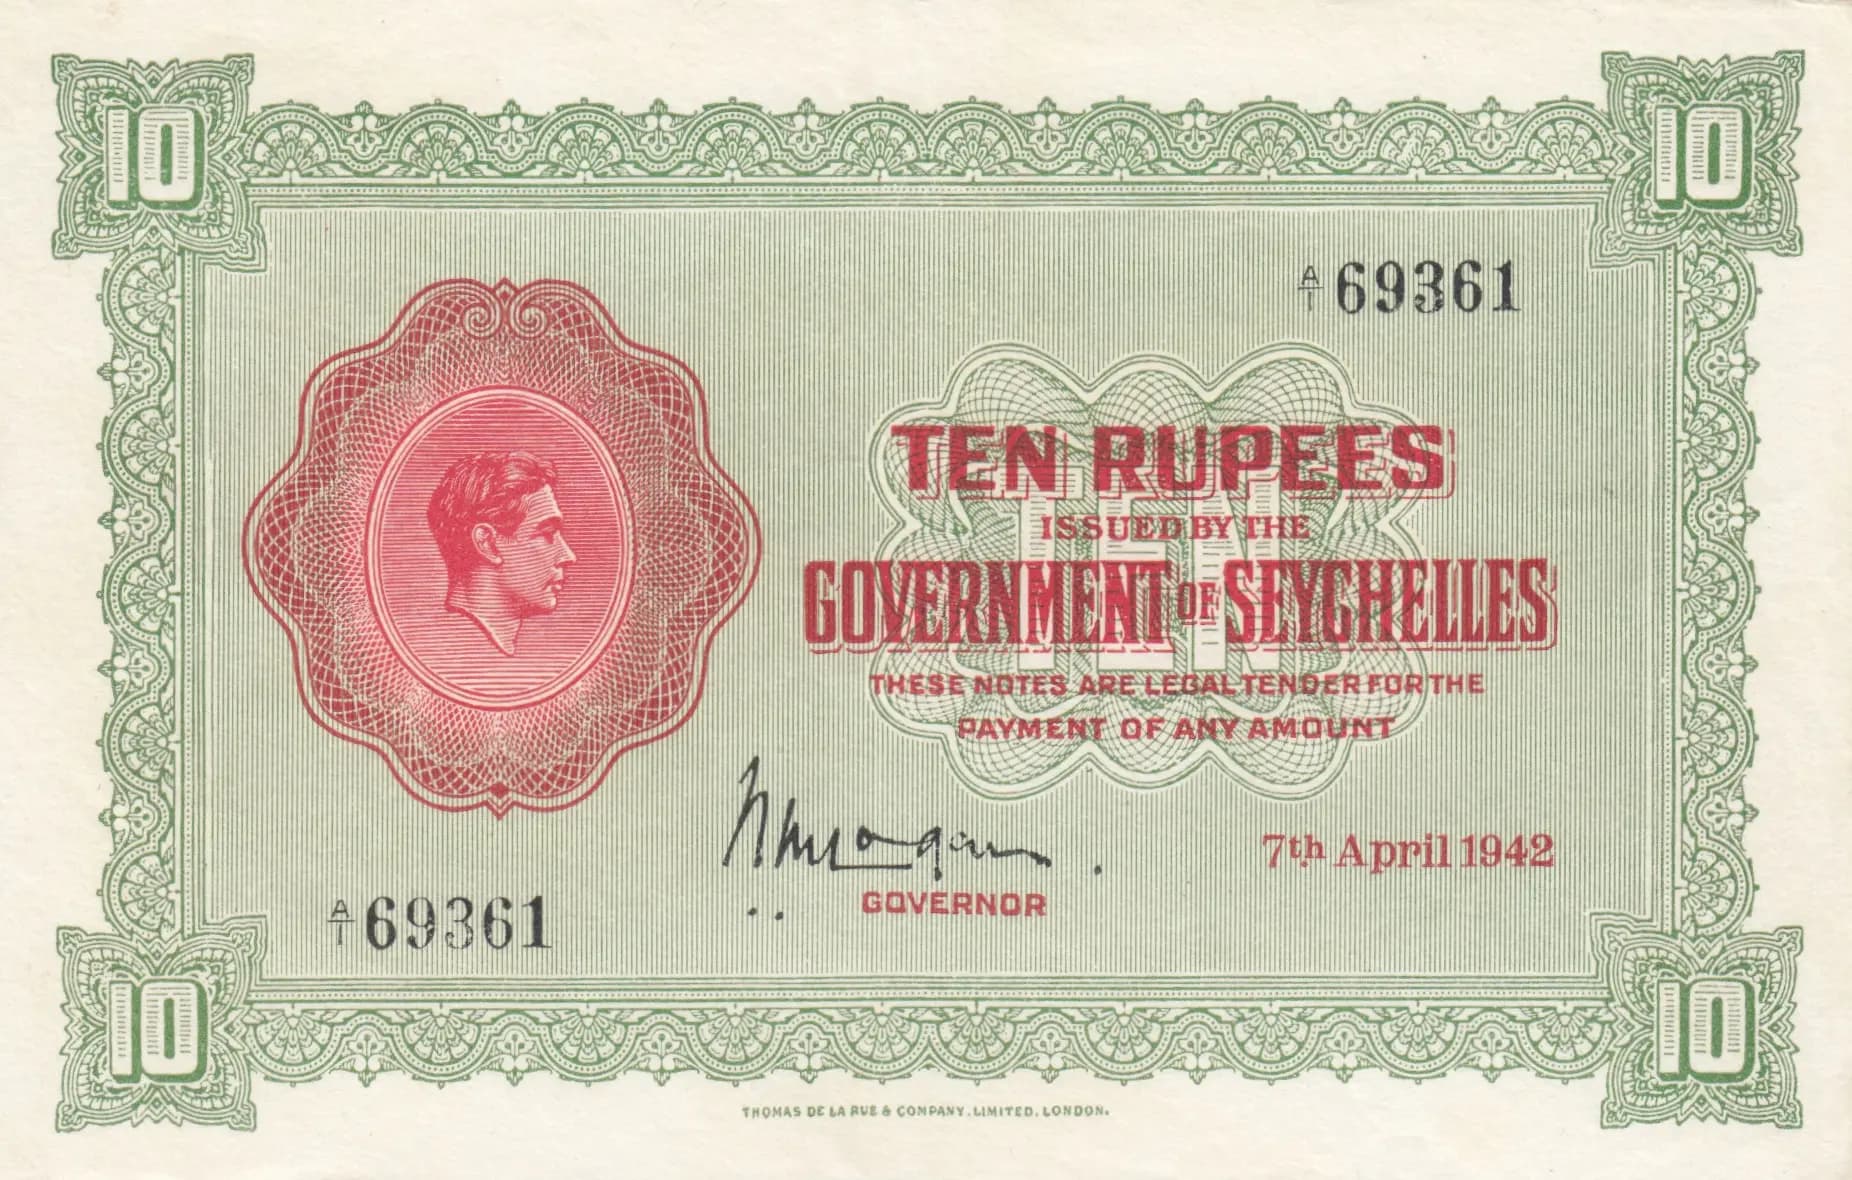 10
10
A/1 69361
TEN RUPEES
ISSUED BY THE
GOVERNMENT OF SEYCHELLES
TEN
THESE NOTES ARE LEGAL TENDER FOR THE
PAYMENT OF ANY AMOUNT
7th April 1942
GOVERNOR
A/1 69361
10
10
THOMAS DE LA RUE & COMPANY, LIMITED, LONDON.